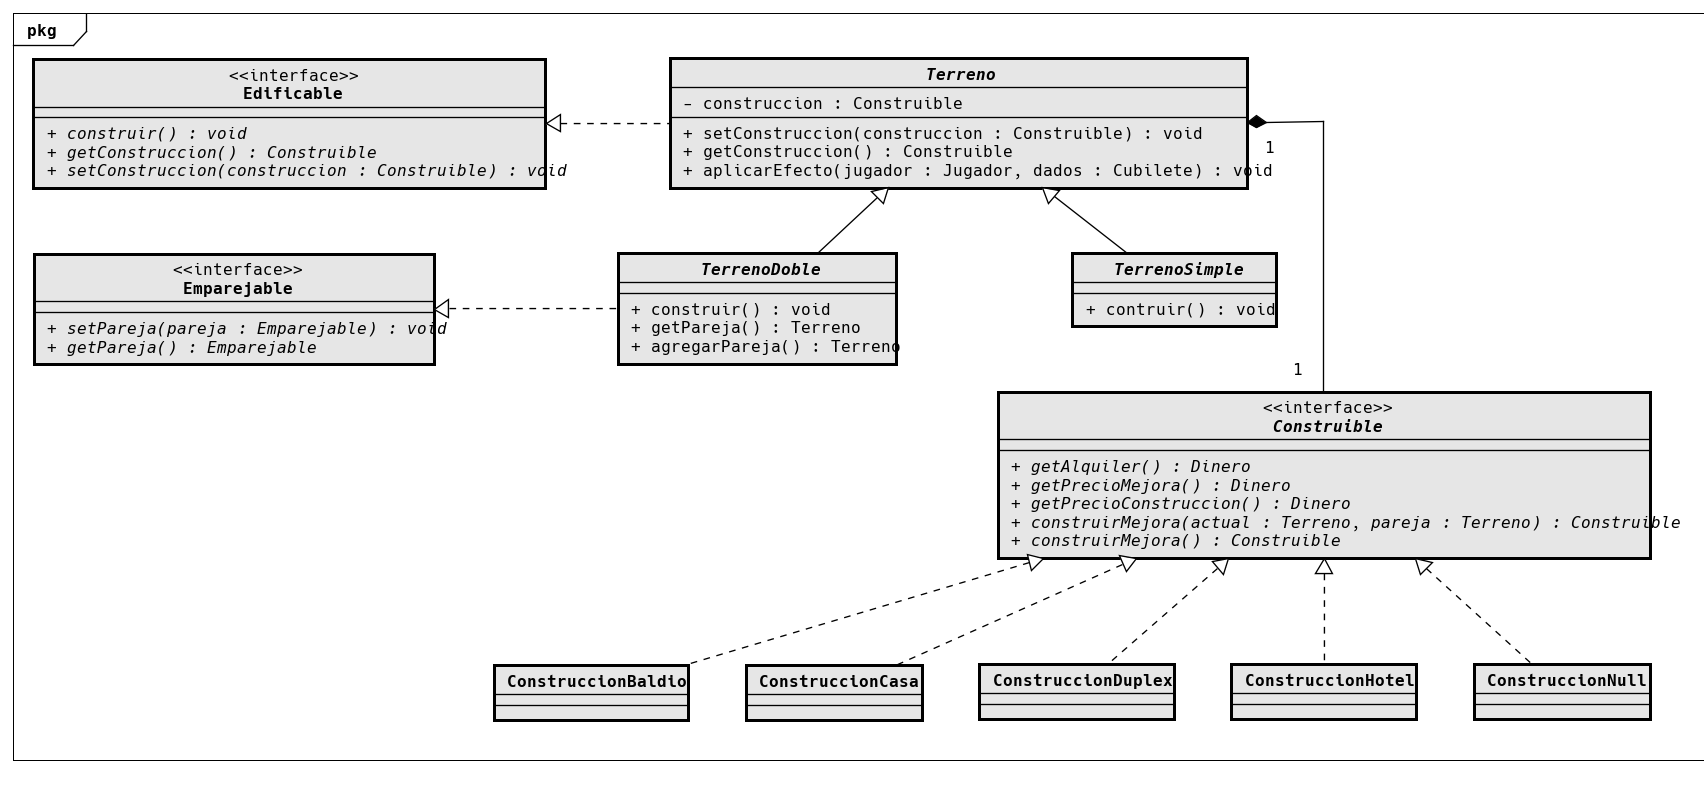 pkg
<<interface>>
Edificable
+ construir() : void
+ getConstruccion() : Construible
+ setConstruccion(construccion : Construible) : void
Terreno
- construccion : Construible
+ setConstruccion(construccion : Construible) : void
+ getConstruccion() : Construible
+ aplicarEfecto(jugador : Jugador, dados : Cubilete) : void
1
<<interface>>
Emparejable
+ setPareja(pareja : Emparejable) : void
+ getPareja() : Emparejable
TerrenoDoble
+ construir() : void
+ getPareja() : Terreno
+ agregarPareja() : Terreno
TerrenoSimple
+ contruir() : void
1
<<interface>>
Construible
+ getAlquiler() : Dinero
+ getPrecioMejora() : Dinero
+ getPrecioConstruccion() : Dinero
+ construirMejora(actual : Terreno, pareja : Terreno) : Construible
+ construirMejora() : Construible
ConstruccionBaldio
ConstruccionCasa
ConstruccionDuplex
ConstruccionHotel
ConstruccionNull